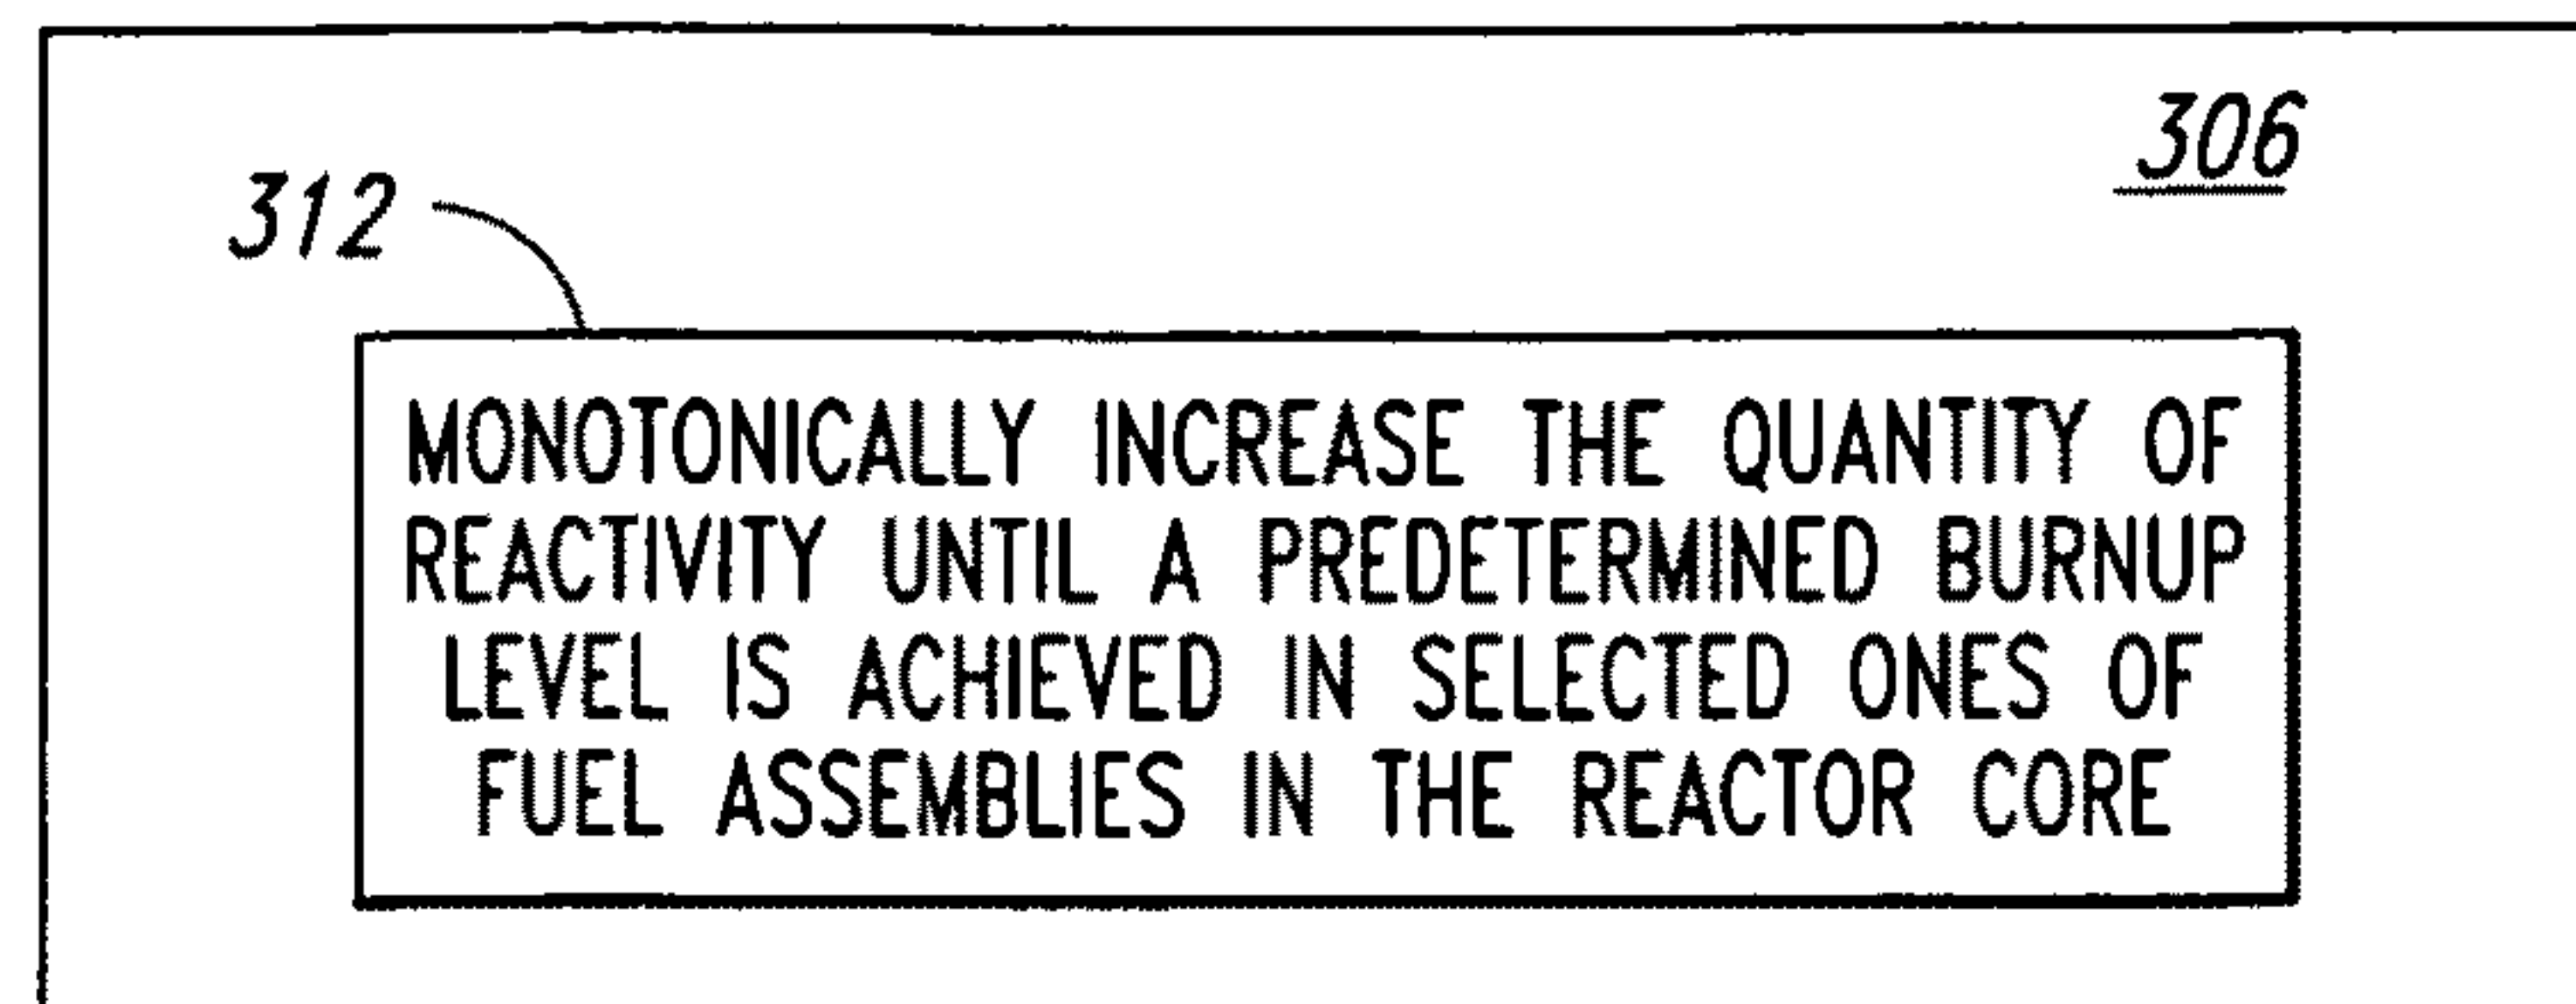 306
312
MONOTONICALLY INCREASE THE QUANTITY OF
REACTIVITY UNTIL A PREDETERMINED BURNUP
LEVEL IS ACHIEVED IN SELECTED ONES OF
FUEL ASSEMBLIES IN THE REACTOR CORE